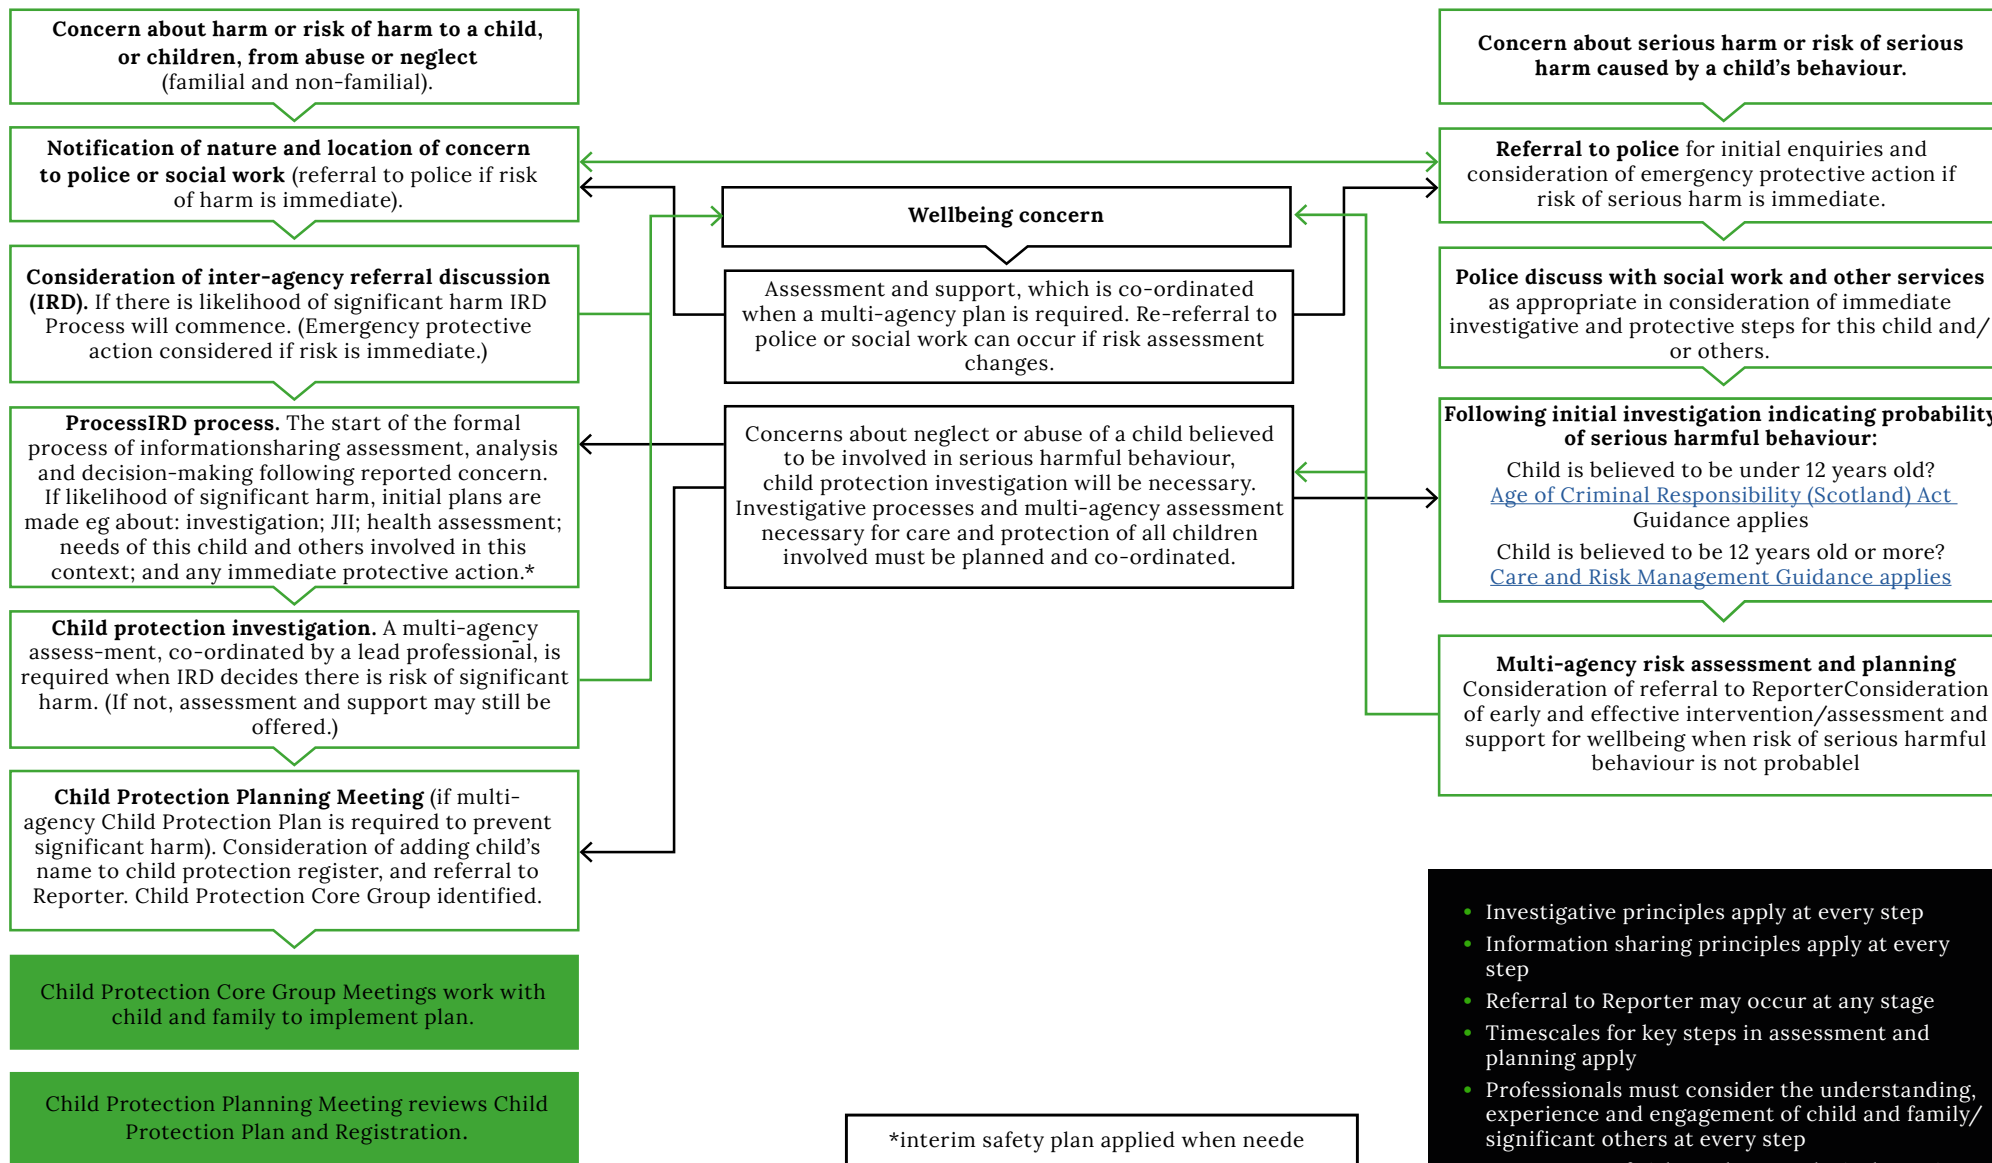 Concern about harm or risk of harm to a child,
or children, from abuse or neglect
(familial and non-familial).
Notification of nature and location of concern
to police or social work (referral to police if risk
of harm is immediate).
Consideration of inter-agency referral discussion
(IRD). If there is likelihood of significant harm IRD
Process will commence. (Emergency protective
action considered if risk is immediate.)
ProcessIRD process. The start of the formal
process of informationsharing assessment, analysis
and decision-making following reported concern.
If likelihood of significant harm, initial plans are
made eg about: investigation; JII; health assessment;
needs of this child and others involved in this
context; and any immediate protective action.*
Child protection investigation. A multi-agency
assess-ment, co-ordinated by a lead professional, is
required when IRD decides there is risk of significant
harm. (If not, assessment and support may still be
offered.)
Child Protection Planning Meeting (if multi-
agency Child Protection Plan is required to prevent
significant harm). Consideration of adding child's
name to child protection register, and referral to
Reporter. Child Protection Core Group identified.
Child Protection Core Group Meetings work with
child and family to implement plan.
Child Protection Planning Meeting reviews Child
Protection Plan and Registration.
Wellbeing concern
Assessment and support, which is co-ordinated
when a multi-agency plan is required. Re-referral to
police or social work can occur if risk assessment
changes.
Concerns about neglect or abuse of a child believed
to be involved in serious harmful behaviour,
child protection investigation will be necessary.
Investigative processes and multi-agency assessment
necessary for care and protection of all children
involved must be planned and co-ordinated.
*interim safety plan applied when neede
Concern about serious harm or risk of serious
harm caused by a child's behaviour.
Referral to police for initial enquiries and
consideration of emergency protective action if
risk of serious harm is immediate.
Police discuss with social work and other services
as appropriate in consideration of immediate
investigative and protective steps for this child and/
or others.
Following initial investigation indicating probability
of serious harmful behaviour:
Child is believed to be under 12 years old?
Age of Criminal Responsibility (Scotland) Act
Guidance applies
Child is believed to be 12 years old or more?
Care and Risk Management Guidance applies
Multi-agency risk assessment and planning
Consideration of referral to ReporterConsideration
of early and effective intervention/assessment and
support for wellbeing when risk of serious harmful
behaviour is not probablel
• Investigative principles apply at every step
• Information sharing principles apply at every
step
• Referral to Reporter may occur at any stage
• Timescales for key steps in assessment and
planning apply
• Professionals must consider the understanding,
experience and engagement of child and family/
significant others at every step